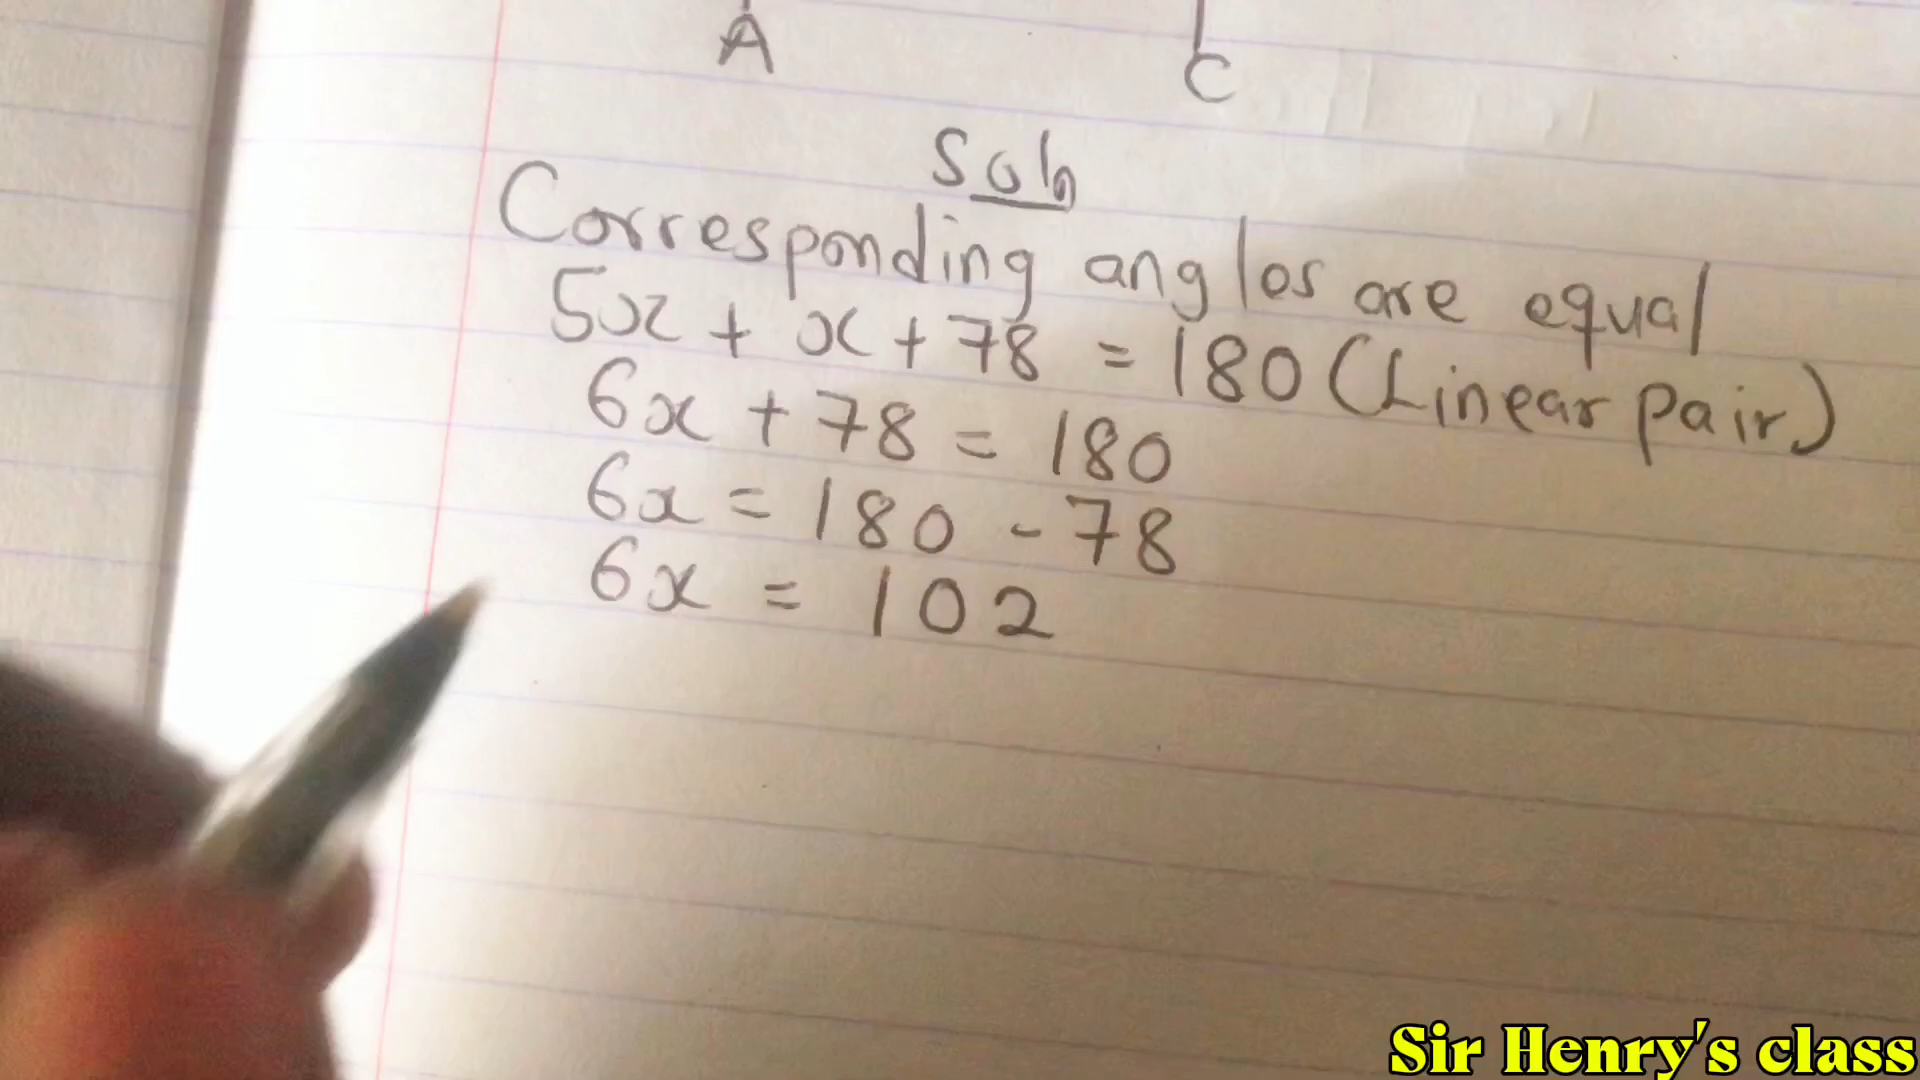 A
C
Soln
Corresponding angles are equal
5x + x + 78 = 180 (Linear pair)
6x + 78 = 180
6x = 180 - 78
6x = 102
Sir Henry's class